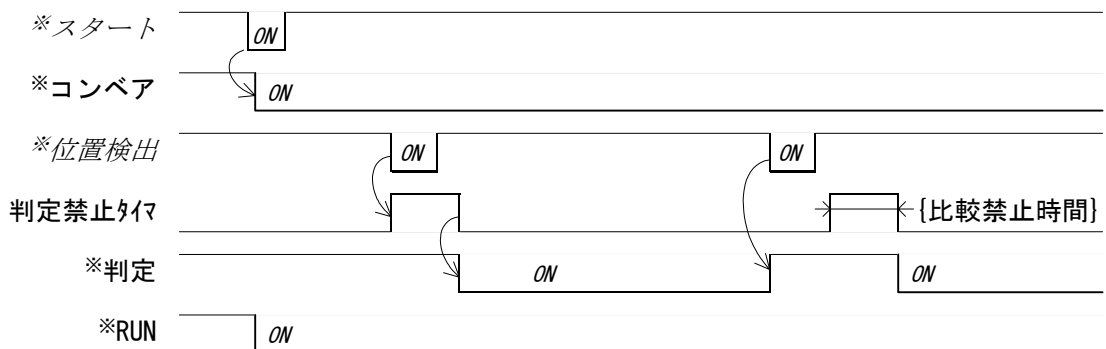 ※スタート ON
※コンベア ON
※位置検出 ON ON
判定禁止ﾀｲﾏ {比較禁止時間}
※判定 ON ON
※RUN ON